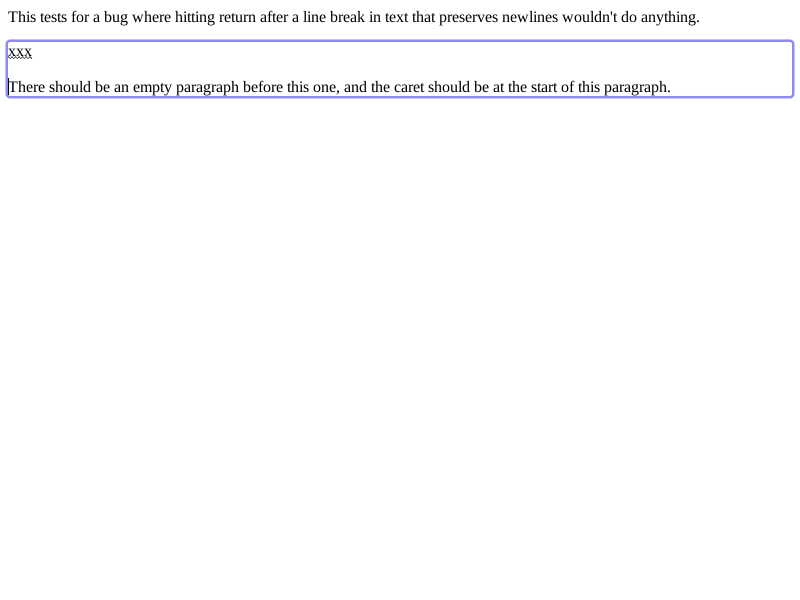 This tests for a bug where hitting return after a line break in text that preserves newlines wouldn't do anything.
xxx
There should be an empty paragraph before this one, and the caret should be at the start of this paragraph.